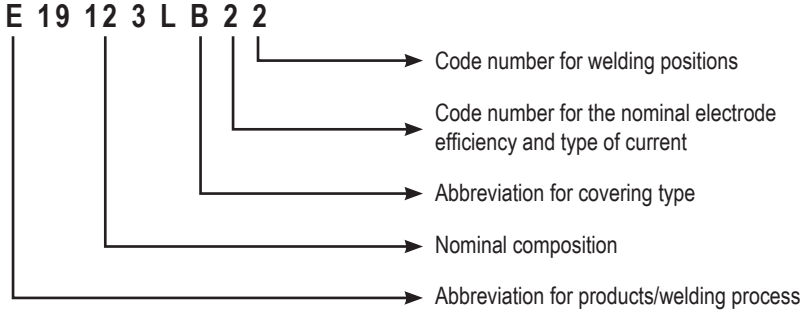 E 19 12 3 L B 2 2
Code number for welding positions
Code number for the nominal electrode
efficiency and type of current
Abbreviation for covering type
Nominal composition
Abbreviation for products/welding process